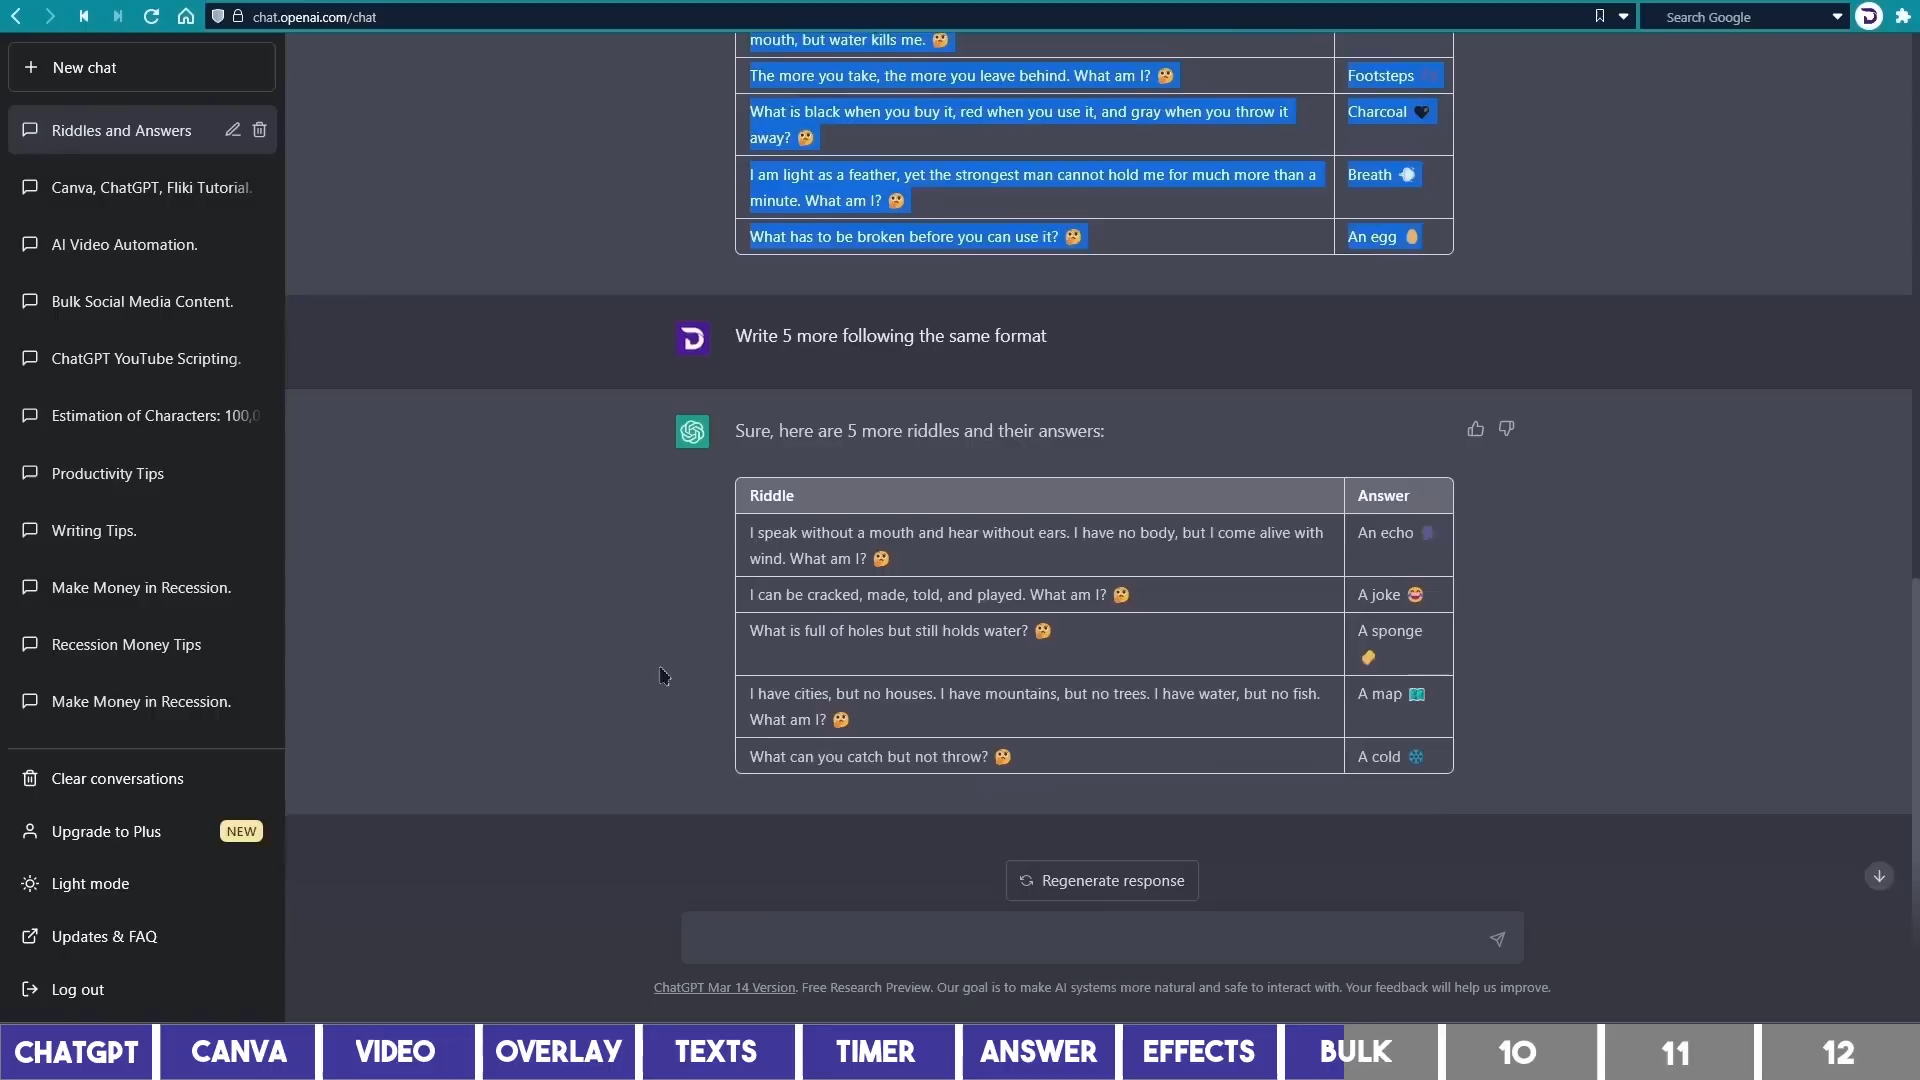 chat.openai.com/chat
Search Google
New chat
Riddles and Answers
Canva, ChatGPT, Fliki Tutorial.
AI Video Automation.
Bulk Social Media Content.
ChatGPT YouTube Scripting.
Estimation of Characters: 100,0
Productivity Tips
Writing Tips.
Make Money in Recession.
Recession Money Tips
Make Money in Recession.
Clear conversations
Upgrade to Plus NEW
Light mode
Updates & FAQ
Log out
mouth, but water kills me. 🤔
The more you take, the more you leave behind. What am I? 🤔 Footsteps
What is black when you buy it, red when you use it, and gray when you throw it Charcoal 🖤
away? 🤔
I am light as a feather, yet the strongest man cannot hold me for much more than a Breath 💨
minute. What am I? 🤔
What has to be broken before you can use it? 🤔 An egg 🥚
Write 5 more following the same format
Sure, here are 5 more riddles and their answers:
Riddle Answer
I speak without a mouth and hear without ears. I have no body, but I come alive with An echo
wind. What am I? 🤔
I can be cracked, made, told, and played. What am I? 🤔 A joke 😂
What is full of holes but still holds water? 🤔 A sponge
🧽
I have cities, but no houses. I have mountains, but no trees. I have water, but no fish. A map 🗺️
What am I? 🤔
What can you catch but not throw? 🤔 A cold ❄️
Regenerate response
ChatGPT Mar 14 Version. Free Research Preview. Our goal is to make AI systems more natural and safe to interact with. Your feedback will help us improve.
CHATGPT CANVA VIDEO OVERLAY TEXTS TIMER ANSWER EFFECTS BULK 10 11 12